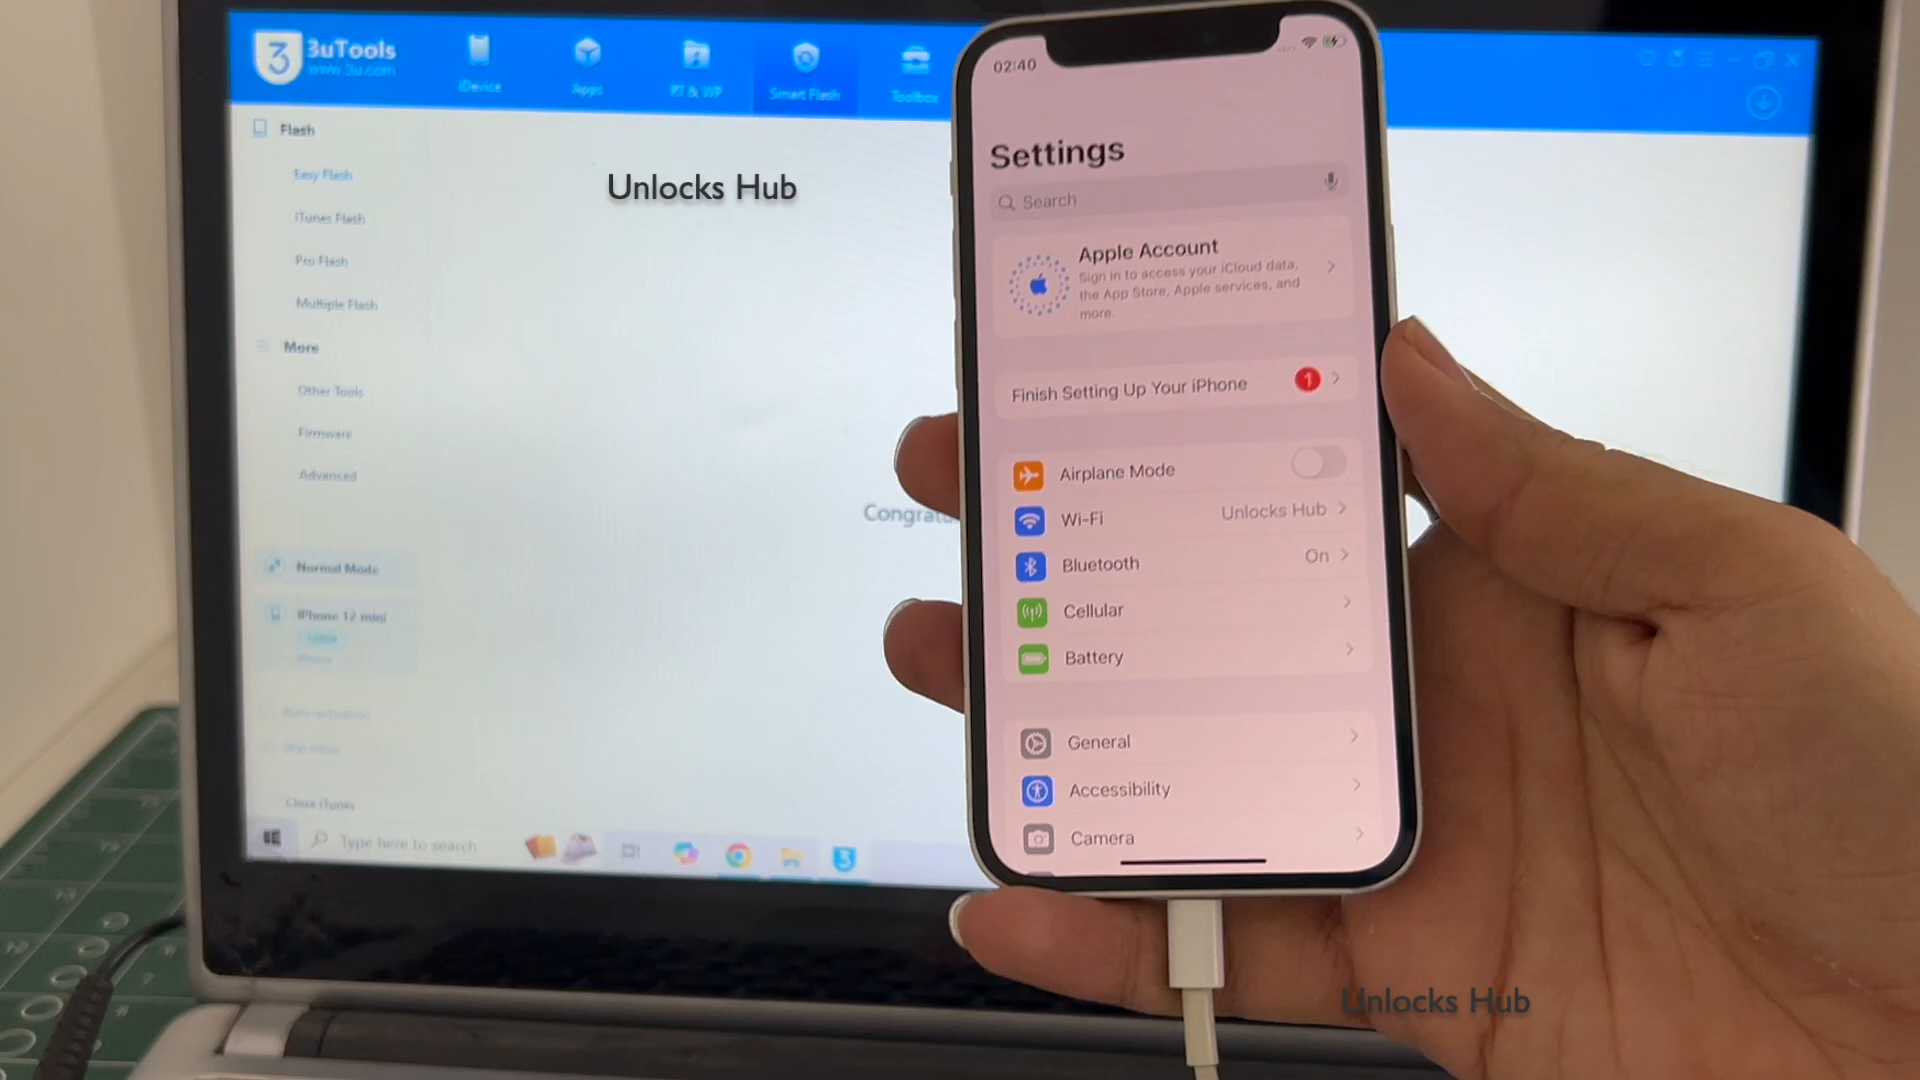 3uTools
www.3u.com
iDevice
Apps
RT & WP
Smart Flash
Toolbox
Flash
Easy Flash
iTunes Flash
Pro Flash
Multiple Flash
More
Other Tools
Firmware
Advanced
Normal Mode
iPhone 12 mini
Close iTunes
Type here to search
Unlocks Hub
02:40
Settings
Search
Apple Account
Sign in to access your iCloud data,
the App Store, Apple services, and
more.
Finish Setting Up Your iPhone 1
Airplane Mode
Wi-Fi Unlocks Hub
Bluetooth On
Cellular
Battery
General
Accessibility
Camera
Unlocks Hub